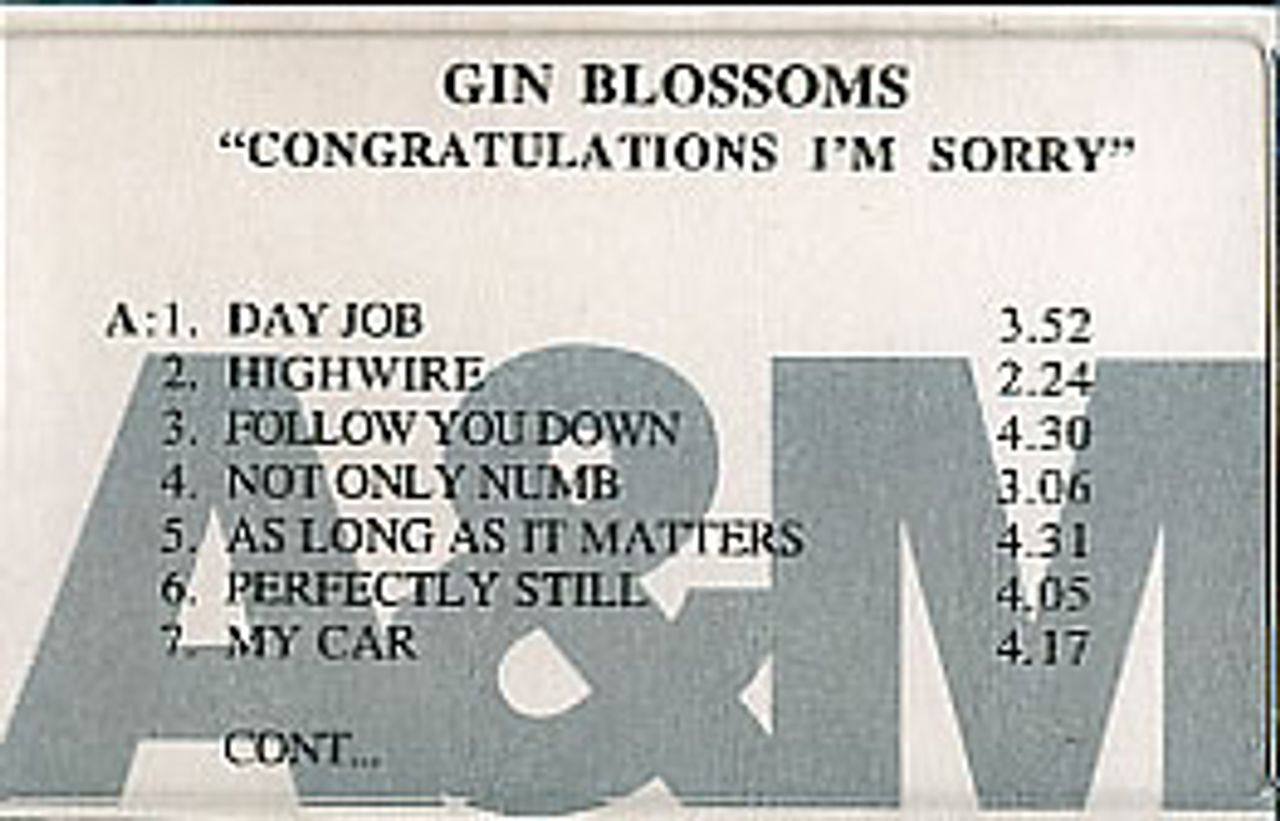 GIN BLOSSOMS
“CONGRATULATIONS I’M SORRY”
A:1. DAY JOB 3.52
2. HIGHWIRE 2.24
3. FOLLOW YOU DOWN 4.30
4. NOT ONLY NUMB 3.06
5. AS LONG AS IT MATTERS 4.31
6. PERFECTLY STILL 4.05
7. MY CAR 4.17
CONT...
A&M